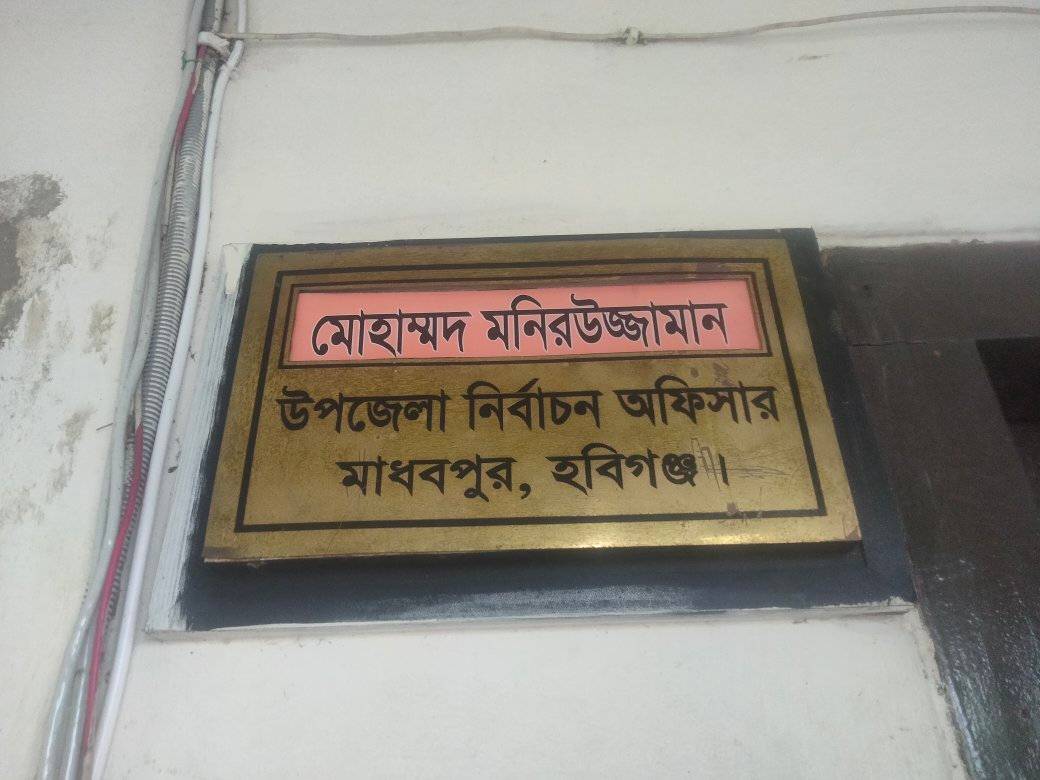 মোহাম্মদ মনিরউজ্জামান
উপজেলা নির্বাচন অফিসার
মাধবপুর, হবিগঞ্জ।